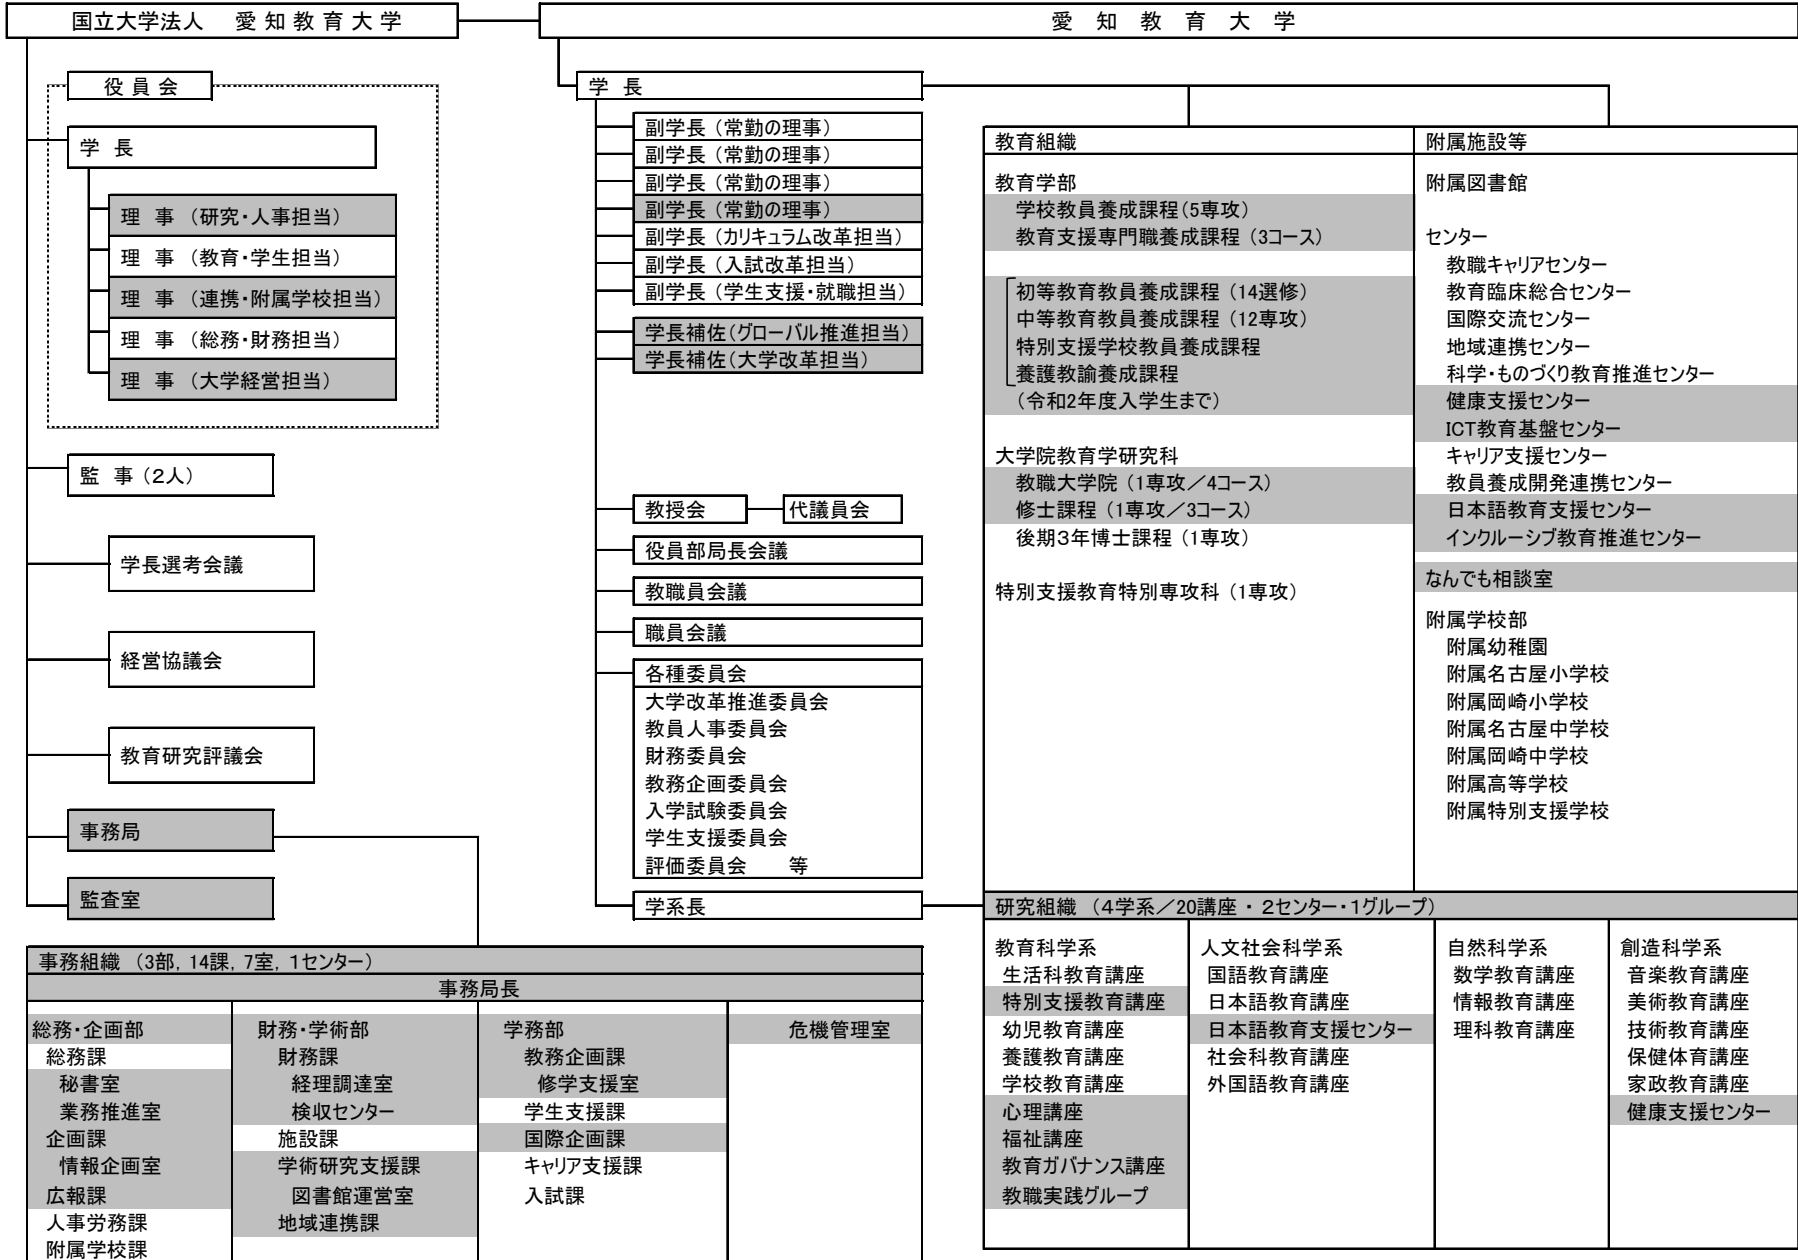 国立大学法人　愛知教育大学
愛知教育大学
役員会
学長
理事（研究・人事担当）
理事（教育・学生担当）
理事（連携・附属学校担当）
理事（総務・財務担当）
理事（大学経営担当）
監事（２人）
学長選考会議
経営協議会
教育研究評議会
事務局
監査室
学長
副学長（常勤の理事）
副学長（常勤の理事）
副学長（常勤の理事）
副学長（常勤の理事）
副学長（カリキュラム改革担当）
副学長（入試改革担当）
副学長（学生支援・就職担当）
学長補佐（グローバル推進担当）
学長補佐（大学改革担当）
教授会
代議員会
役員部局長会議
教職員会議
職員会議
各種委員会
大学改革推進委員会
教員人事委員会
財務委員会
教務企画委員会
入学試験委員会
学生支援委員会
評価委員会　等
学系長
教育組織
教育学部
学校教員養成課程（5専攻）
教育支援専門職養成課程（3コース）
初等教育教員養成課程（14選修）
中等教育教員養成課程（12専攻）
特別支援学校教員養成課程
養護教諭養成課程
（令和2年度入学生まで）
大学院教育学研究科
教職大学院（1専攻／4コース）
修士課程（1専攻／3コース）
後期３年博士課程（1専攻）
特別支援教育特別専攻科（1専攻）
附属施設等
附属図書館
センター
教職キャリアセンター
教育臨床総合センター
国際交流センター
地域連携センター
科学・ものづくり教育推進センター
健康支援センター
ICT教育基盤センター
キャリア支援センター
教員養成開発連携センター
日本語教育支援センター
インクルーシブ教育推進センター
なんでも相談室
附属学校部
附属幼稚園
附属名古屋小学校
附属岡崎小学校
附属名古屋中学校
附属岡崎中学校
附属高等学校
附属特別支援学校
研究組織（４学系／20講座・２センター・1グループ）
教育科学系
生活科教育講座
特別支援教育講座
幼児教育講座
養護教育講座
学校教育講座
心理講座
福祉講座
教育ガバナンス講座
教職実践グループ
人文社会科学系
国語教育講座
日本語教育講座
日本語教育支援センター
社会科教育講座
外国語教育講座
自然科学系
数学教育講座
情報教育講座
理科教育講座
創造科学系
音楽教育講座
美術教育講座
技術教育講座
保健体育講座
家政教育講座
健康支援センター
事務組織（3部，14課，7室，1センター）
事務局長
総務・企画部
総務課
秘書室
業務推進室
企画課
情報企画室
広報課
人事労務課
附属学校課
財務・学術部
財務課
経理調達室
検収センター
施設課
学術研究支援課
図書館運営室
地域連携課
学務部
教務企画課
修学支援室
学生支援課
国際企画課
キャリア支援課
入試課
危機管理室